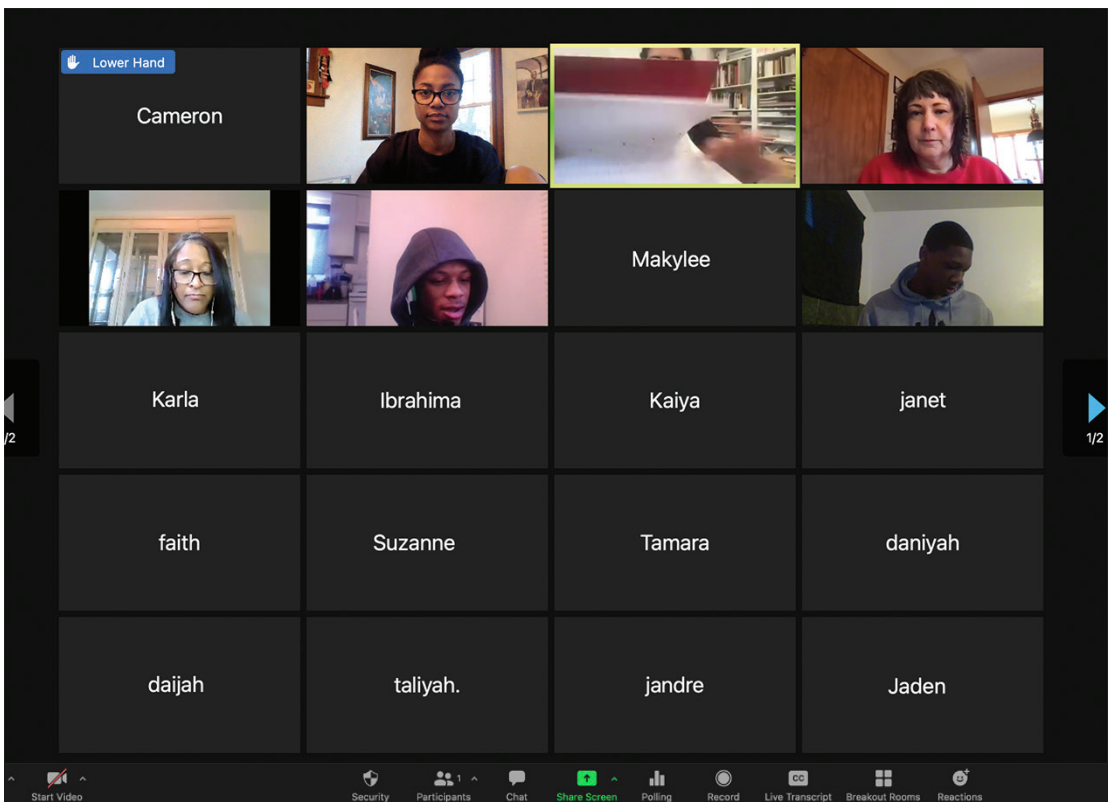 Lower Hand
Cameron
Makylee
Karla
Ibrahima
Kaiya
janet
/2
1/2
faith
Suzanne
Tamara
daniyah
daijah
taliyah.
jandre
Jaden
1
CC
Start Video
Security
Participants
Chat
Share Screen
Polling
Record
Live Transcript
Breakout Rooms
Reactions